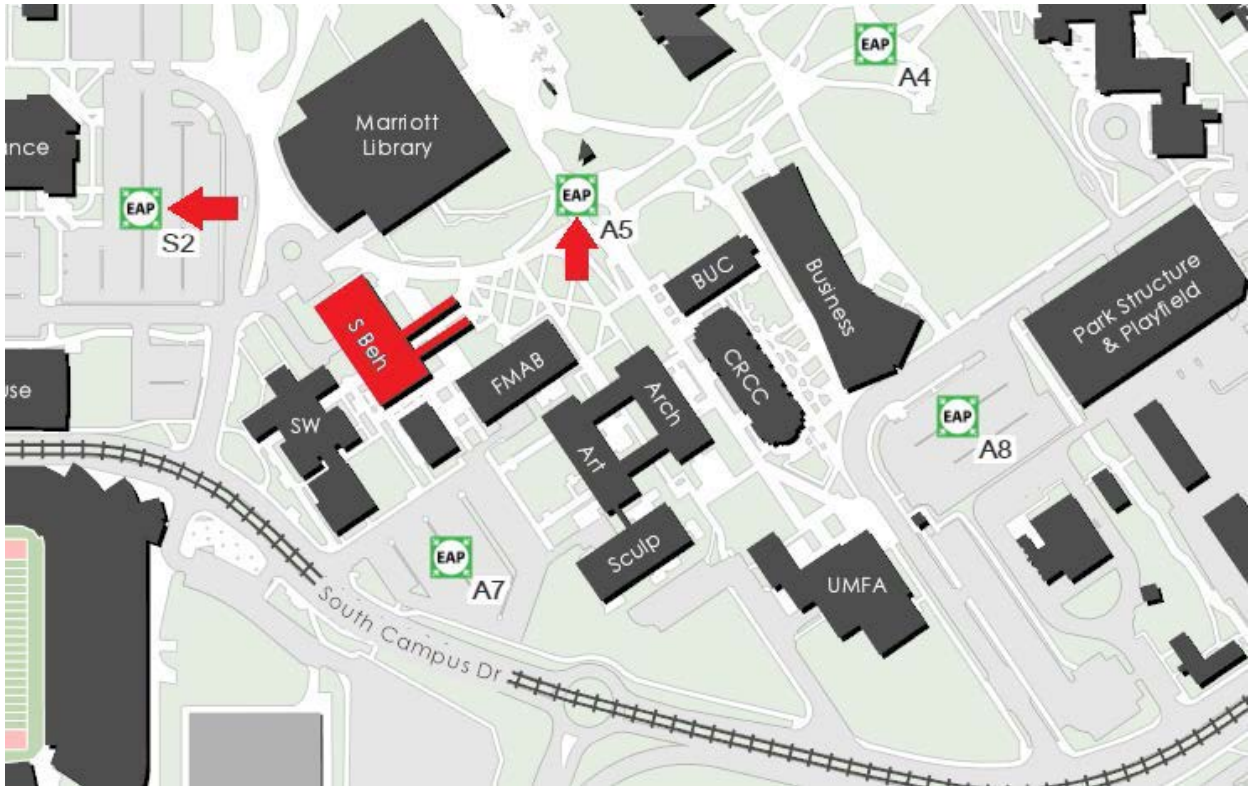 EAP
A4
Marriott
Library
ance
EAP
S2
EAP
A5
BUC
Business
Park Structure
& Playfield
S Beh
FMAB
CRCC
Arch
use
SW
Art
EAP
A8
Sculp
EAP
A7
UMFA
South Campus Dr